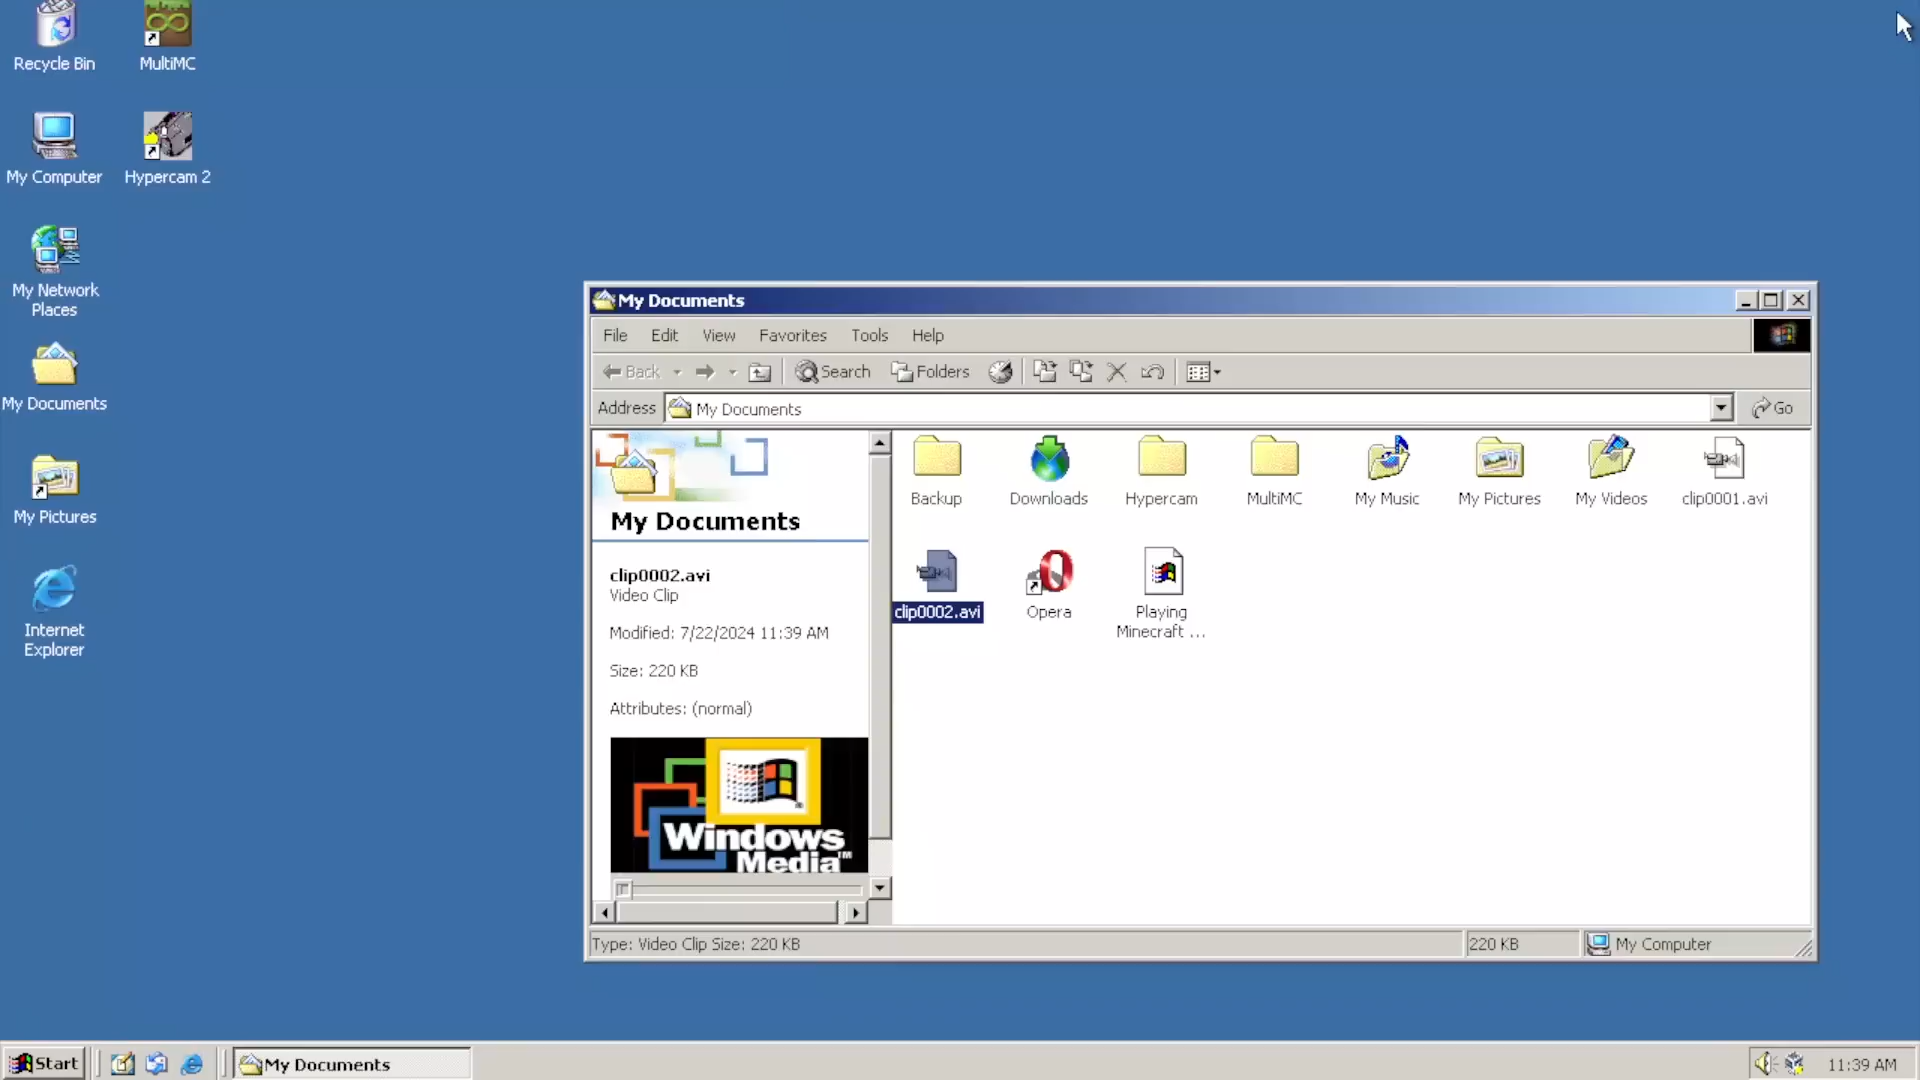 Recycle Bin
MultiMC
My Computer
Hypercam 2
My Network
Places
My Documents
My Pictures
Internet
Explorer
My Documents
File Edit View Favorites Tools Help
Back Search Folders
Address My Documents Go
My Documents
clip0002.avi
Video Clip
Modified: 7/22/2024 11:39 AM
Size: 220 KB
Attributes: (normal)
Windows
Media™
Backup Downloads Hypercam MultiMC My Music My Pictures My Videos clip0001.avi
clip0002.avi Opera Playing
Minecraft ...
Type: Video Clip Size: 220 KB 220 KB My Computer
Start My Documents 11:39 AM